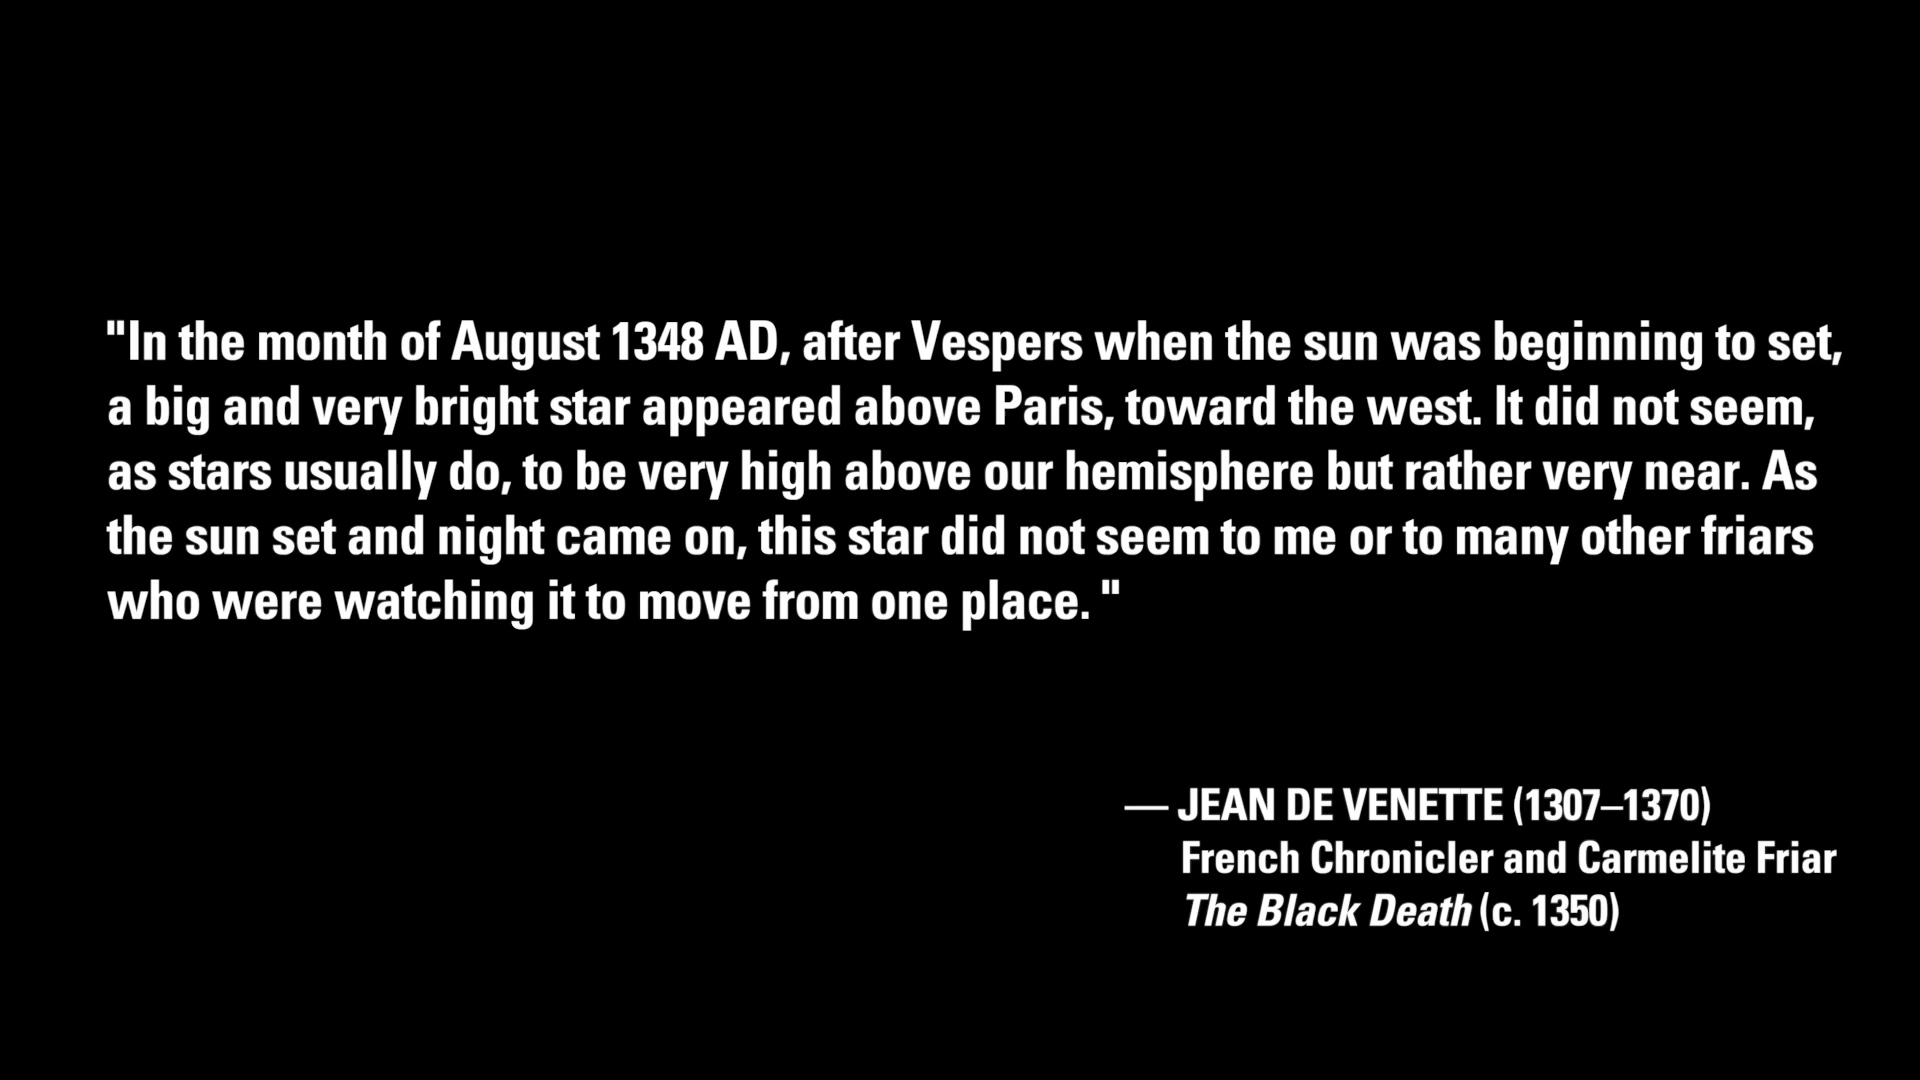 "In the month of August 1348 AD, after Vespers when the sun was beginning to set,
a big and very bright star appeared above Paris, toward the west. It did not seem,
as stars usually do, to be very high above our hemisphere but rather very near. As
the sun set and night came on, this star did not seem to me or to many other friars
who were watching it to move from one place. "
— JEAN DE VENETTE (1307–1370)
French Chronicler and Carmelite Friar
The Black Death (c. 1350)